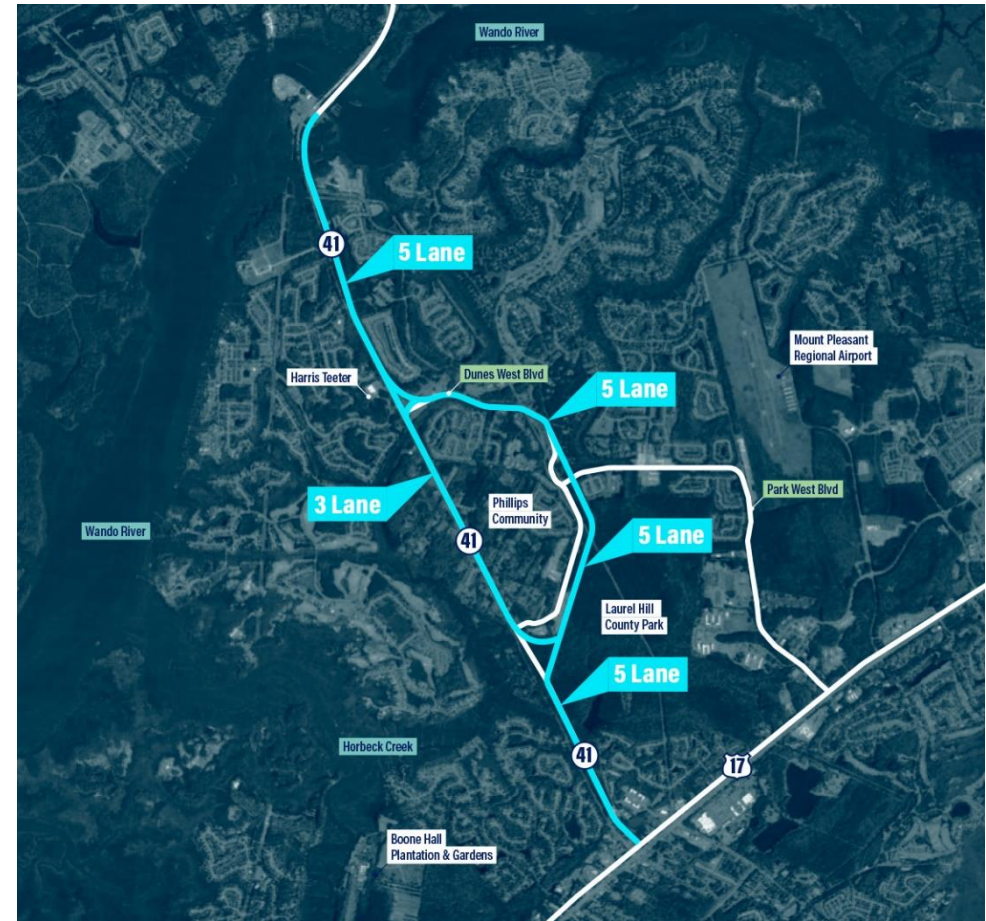 Wando River
41
5 Lane
Mount Pleasant
Regional Airport
Harris Teeter
Dunes West Blvd
5 Lane
3 Lane
Phillips
Community
Park West Blvd
Wando River
41
5 Lane
Laurel Hill
County Park
5 Lane
Horbeck Creek
41
17
Boone Hall
Plantation & Gardens